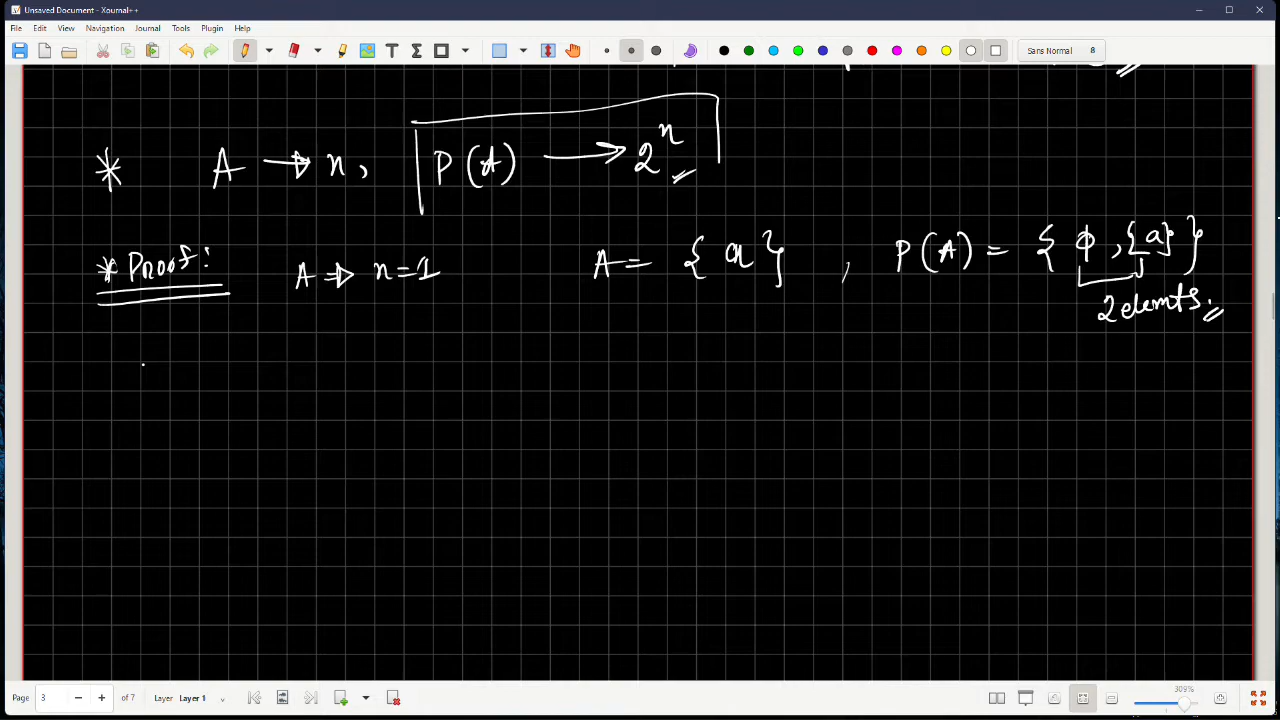 Unsaved Document - Xournal++
File Edit View Navigation Journal Tools Plugin Help
Sans Normal 8
* A → n, P(A) → 2^n
* Proof: A ⇒ n=1 A = {a}, P(A) = {ϕ, {a}}
2 elemts.
Page 3 - + of 7 Layer Layer 1 309%